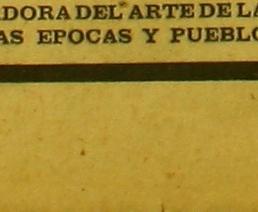 DORA DEL ARTE DE LA
AS EPOCAS Y PUEBLO